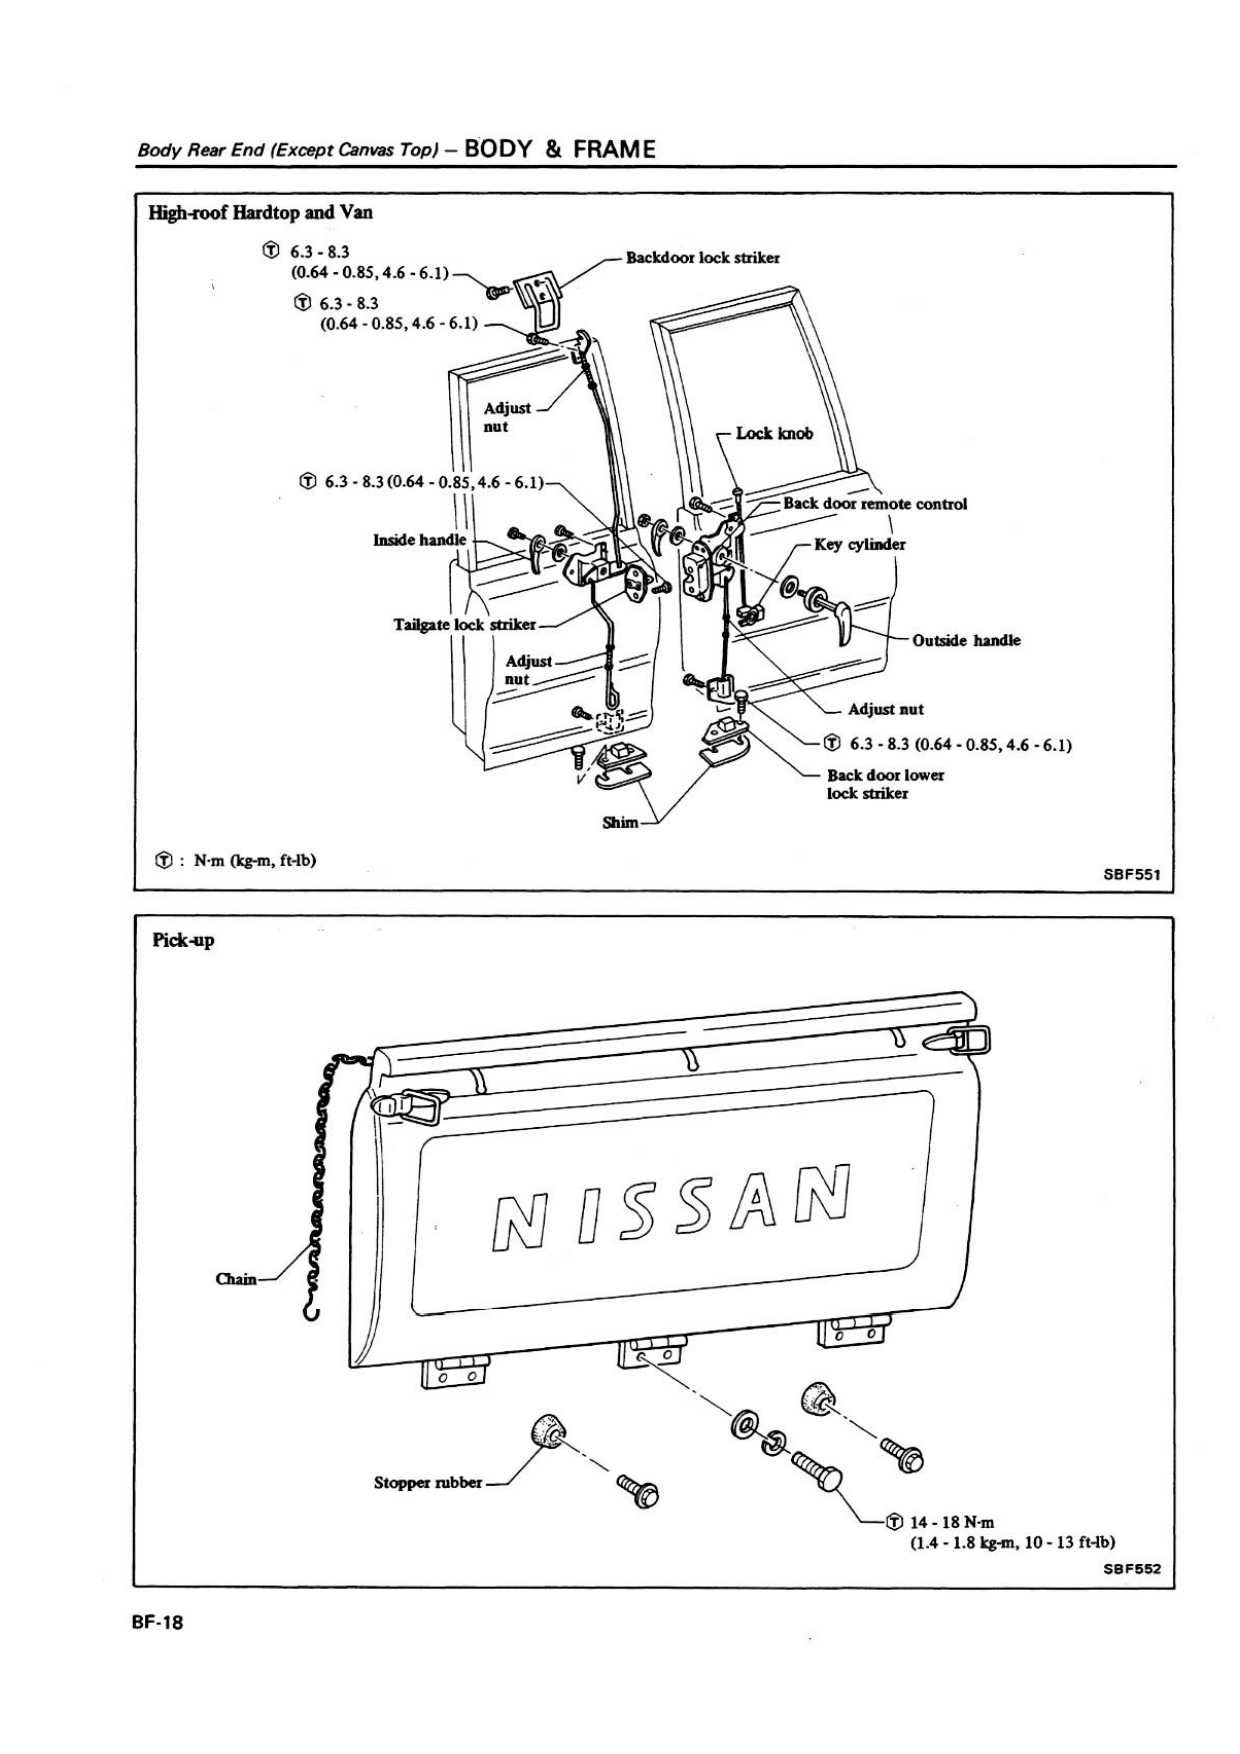 Body Rear End (Except Canvas Top) – BODY & FRAME
High-roof Hardtop and Van
Ⓣ 6.3 - 8.3
(0.64 - 0.85, 4.6 - 6.1)
Backdoor lock striker
Ⓣ 6.3 - 8.3
(0.64 - 0.85, 4.6 - 6.1)
Adjust
nut
Lock knob
Ⓣ 6.3 - 8.3 (0.64 - 0.85, 4.6 - 6.1)
Back door remote control
Inside handle
Key cylinder
Tailgate lock striker
Outside handle
Adjust
nut
Adjust nut
Ⓣ 6.3 - 8.3 (0.64 - 0.85, 4.6 - 6.1)
Back door lower
lock striker
Shim
Ⓣ : N·m (kg-m, ft-lb)
SBF551
Pick-up
NISSAN
Chain
Stopper rubber
Ⓣ 14 - 18 N·m
(1.4 - 1.8 kg-m, 10 - 13 ft-lb)
SBF552
BF-18